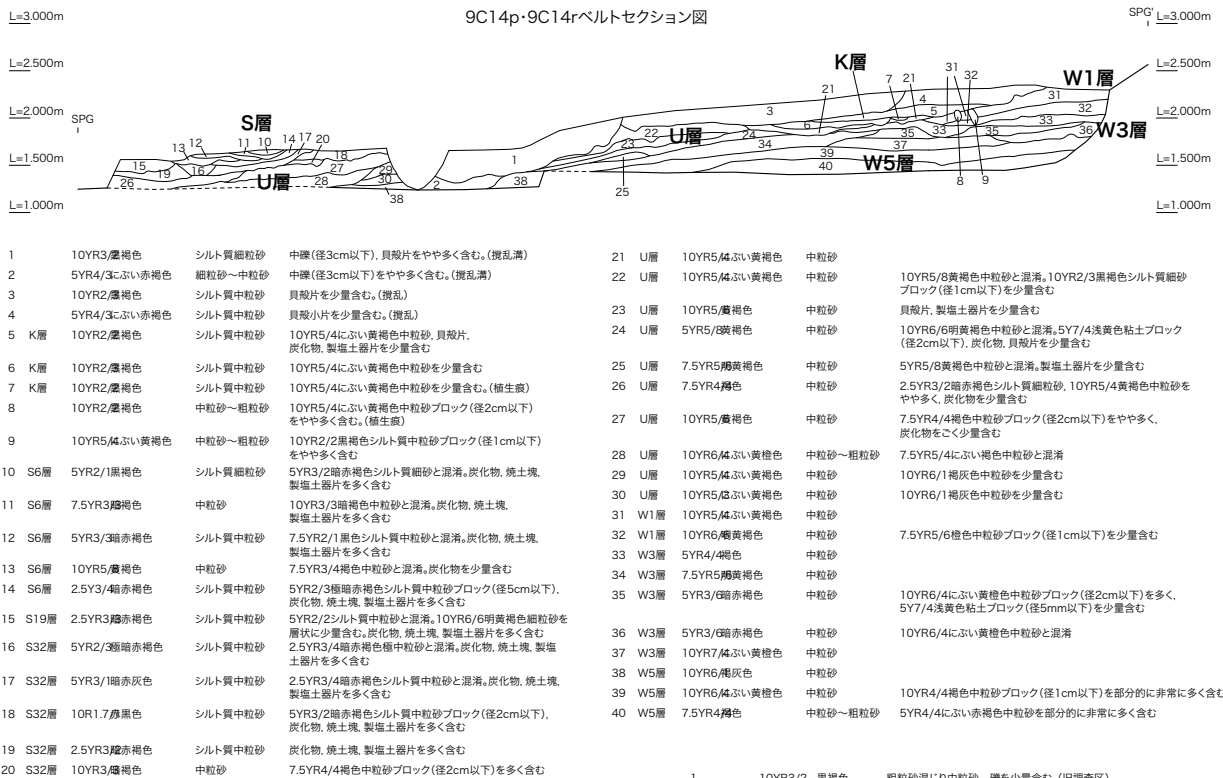 9C14p・9C14rベルトセクション図
L=3.000m
SPG' L=3.000m
L=2.500m
L=2.500m
L=2.000m
L=2.000m
L=1.500m
L=1.500m
L=1.000m
L=1.000m
SPG
S層
U層
U層
K層
W1層
W3層
W5層
13 12 11 10 14 17 20
15 19 16 18 27 29
26 28 30 38
2 1 38 25
3 22 23 24 6 21 34 39 40
7 21 4 5 31 32 31 32
35 33 35 33 36 37
8 9
1 黒褐色 シルト質細粒砂 中礫(径3cm以下), 貝殻片をやや多く含む。(撹乱溝)
2 5YR4/3にぶい赤褐色 細粒砂～中粒砂 中礫(径3cm以下)をやや多く含む。(撹乱溝)
3 黒褐色 シルト質中粒砂 貝殻片を少量含む。(撹乱)
4 5YR4/3にぶい赤褐色 シルト質中粒砂 貝殻小片を少量含む。(撹乱)
5 K層 黒褐色 シルト質中粒砂 10YR5/4にぶい黄褐色中粒砂, 貝殻片,
炭化物, 製塩土器片を少量含む
6 K層 黒褐色 シルト質中粒砂 10YR5/4にぶい黄褐色中粒砂を少量含む
7 K層 黒褐色 シルト質中粒砂 10YR5/4にぶい黄褐色中粒砂を少量含む。(植生痕)
8 黒褐色 中粒砂～粗粒砂 10YR5/4にぶい黄褐色中粒砂ブロック(径2cm以下)
をやや多く含む。(植生痕)
9 10YR5/4にぶい黄褐色 中粒砂～粗粒砂 10YR2/2黒褐色シルト質中粒砂ブロック(径1cm以下)
をやや多く含む
10 S6層 5YR2/1黒褐色 シルト質細粒砂 5YR3/2暗赤褐色シルト質細砂と混淆。炭化物, 焼土塊,
製塩土器片を多く含む
11 S6層 暗褐色 中粒砂 10YR3/3暗褐色中砂と混淆。炭化物, 焼土塊,
製塩土器片を多く含む
12 S6層 5YR3/3暗赤褐色 シルト質中砂 7.5YR2/1黒色シルト質中砂と混淆。炭化物, 焼土塊,
製塩土器片を多く含む
13 S6層 黄褐色 中粒砂 7.5YR3/4褐色中砂と混淆。炭化物を少量含む
14 S6層 2.5Y3/4暗赤褐色 シルト質中粒砂 5YR2/3極暗赤褐色シルト質中粒砂ブロック(径5cm以下),
炭化物, 焼土塊, 製塩土器片を多く含む
15 S19層 暗赤褐色 シルト質中粒砂 5YR2/2シルト質中砂と混淆。10YR6/6明黄褐色細粒砂を
層状に少量含む。炭化物, 焼土塊, 製塩土器片を多く含む
16 S32層 5YR2/3極暗赤褐色 シルト質中粒砂 2.5YR3/4暗赤褐色極中粒砂と混淆。炭化物, 焼土塊, 製塩
土器片を多く含む
17 S32層 5YR3/1暗赤灰色 シルト質中粒砂 2.5YR3/4暗赤褐色シルト質中砂と混淆。炭化物, 焼土塊,
製塩土器片を多く含む
18 S32層 10R1.7/1赤黒色 シルト質中粒砂 5YR3/2暗赤褐色シルト質中粒砂ブロック(径2cm以下),
炭化物, 焼土塊, 製塩土器片を多く含む
19 S32層 暗赤褐色 シルト質中粒砂 炭化物, 焼土塊, 製塩土器片を多く含む
20 S32層 暗褐色 中粒砂 7.5YR4/4褐色中粒砂ブロック(径2cm以下)を多く含む
21 U層 10YR5/4にぶい黄褐色 中粒砂
22 U層 10YR5/4にぶい黄褐色 中粒砂 10YR5/8黄褐色中粒砂と混淆。10YR2/3黒褐色シルト質細砂
ブロック(径1cm以下)を少量含む
23 U層 黄褐色 中粒砂 貝殻片, 製塩土器片を少量含む
24 U層 5YR5/8黄褐色 中粒砂 10YR6/6明黄褐色中粒砂と混淆。5Y7/4浅黄色粘土ブロック
(径2cm以下), 炭化物, 貝殻片を少量含む
25 U層 明黄褐色 中粒砂 5YR5/8黄褐色中粒砂と混淆。製塩土器片を少量含む
26 U層 褐色 中粒砂 2.5YR3/2暗赤褐色シルト質細粒砂, 10YR5/4黄褐色中粒砂を
やや多く, 炭化物を少量含む
27 U層 黄褐色 中粒砂 7.5YR4/4褐色中粒砂ブロック(径2cm以下)をやや多く,
炭化物をごく少量含む
28 U層 10YR6/4にぶい黄橙色 中粒砂～粗粒砂 7.5YR5/4にぶい褐色中粒砂と混淆
29 U層 10YR5/4にぶい黄褐色 中粒砂 10YR6/1褐灰色中粒砂を少量含む
30 U層 10YR5/3にぶい黄褐色 中粒砂 10YR6/1褐灰色中粒砂を少量含む
31 W1層 10YR5/4にぶい黄褐色 中粒砂
32 W1層 明黄褐色 中粒砂 7.5YR5/6橙色中粒砂ブロック(径1cm以下)を少量含む
33 W3層 5YR4/4褐色 中粒砂
34 W3層 明黄褐色 中粒砂
35 W3層 5YR3/6暗赤褐色 中粒砂 10YR6/4にぶい黄橙色中粒砂ブロック(径2cm以下)を多く,
5Y7/4浅黄色粘土ブロック(径5mm以下)を少量含む
36 W3層 5YR3/6暗赤褐色 中粒砂 10YR6/4にぶい黄橙色中粒砂と混淆
37 W3層 10YR7/4にぶい黄橙色 中粒砂
38 W5層 褐灰色 中粒砂
39 W5層 10YR6/4にぶい黄橙色 中粒砂 10YR4/4褐色中粒砂ブロック(径1cm以下)を部分的に非常に多く含む
40 W5層 褐色 中粒砂～粗粒砂 5YR4/4にぶい赤褐色中粒砂を部分的に非常に多く含む